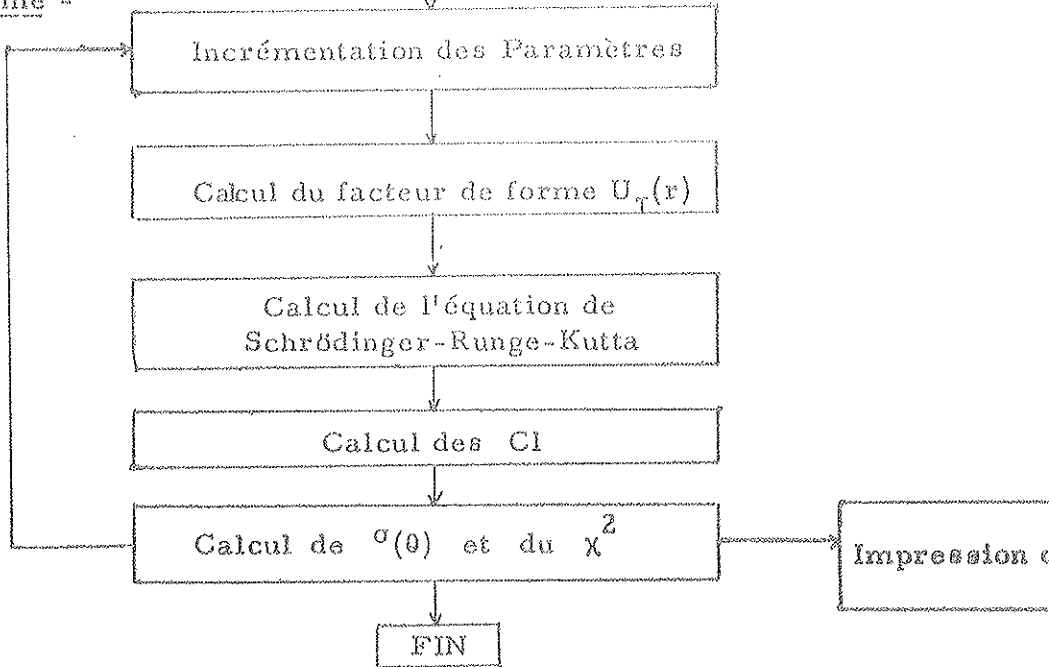 Incrémentation des Paramètres
Calcul du facteur de forme U_T(r)
Calcul de l'équation de
Schrödinger-Runge-Kutta
Calcul des Cl
Calcul de σ(θ) et du χ²
Impression
FIN